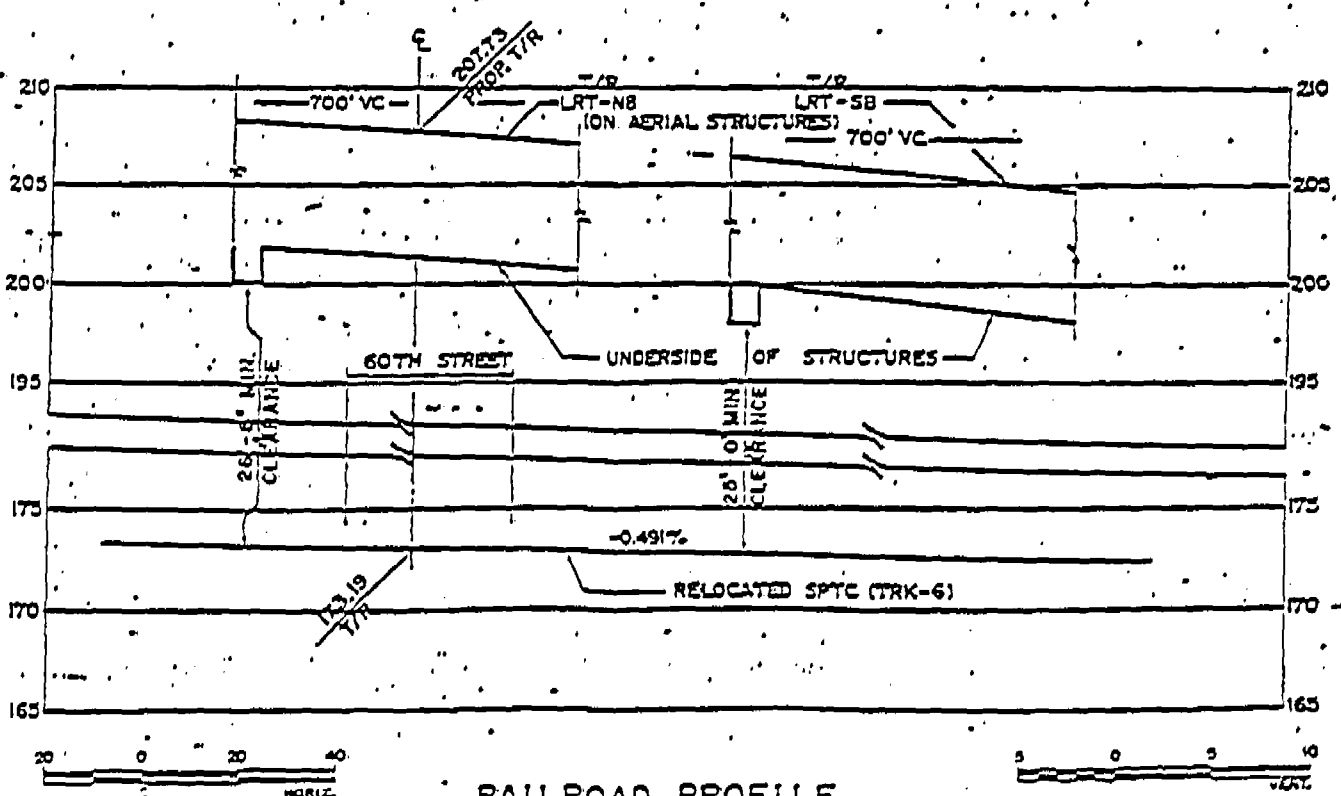 ℄
207.73
PROP. T/R
T/R
T/R
210
210
700' VC
LRT-NB
LRT-SB
(ON AERIAL STRUCTURES)
700' VC
205
205
200
200
60TH STREET
UNDERSIDE OF STRUCTURES
195
195
26'-6" MIN.
CLEARANCE
MIN
CLEARANCE
175
175
-0.491%
173.19
T/R
RELOCATED SPTC (TRK-6)
170
170
165
165
20 0 20 40
HORIZ.
5 0 5 10
VERT.
RAILROAD PROFILE